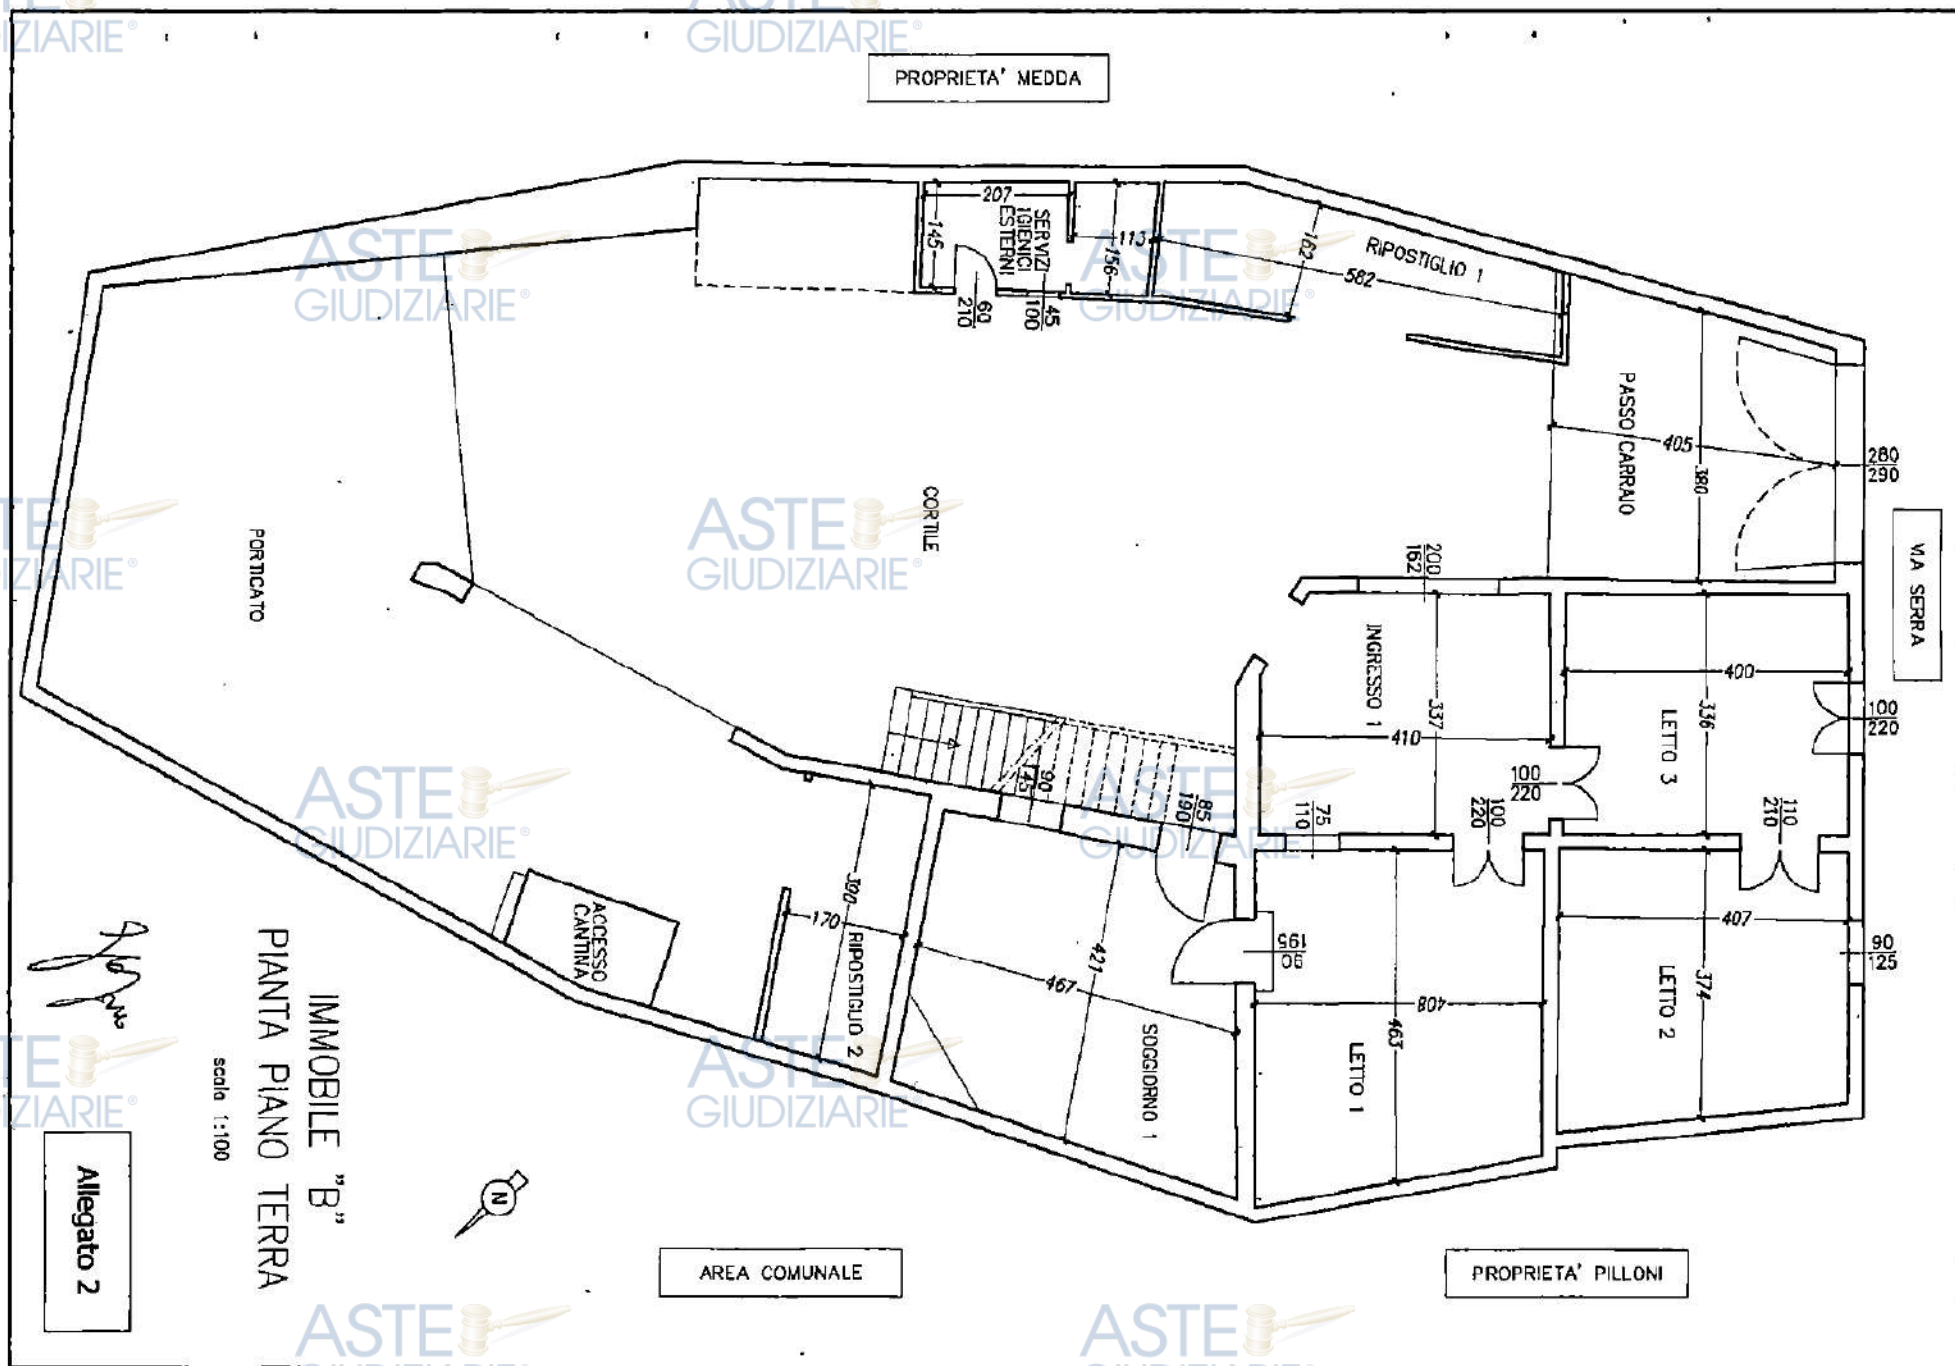 PROPRIETA' MEDDA
207
SERVIZI
IGIENICI
ESTERNI
145
113
156
162
RIPOSTIGLIO 1
582
60
210
45
100
PASSO CARRAIO
405
380
280
290
VIA SERRA
CORTILE
PORTICATO
200
162
INGRESSO 1
337
410
400
336
LETTO 3
100
220
100
220
100
220
110
210
75
110
85
190
90
145
90
195
407
374
LETTO 2
90
125
408
463
LETTO 1
421
467
SOGGIORNO 1
300
170
RIPOSTIGLIO 2
ACCESSO
CANTINA
IMMOBILE "B"
PIANTA PIANO TERRA
scala 1:100
N
Allegato 2
AREA COMUNALE
PROPRIETA' PILLONI
ASTE
GIUDIZIARIE®